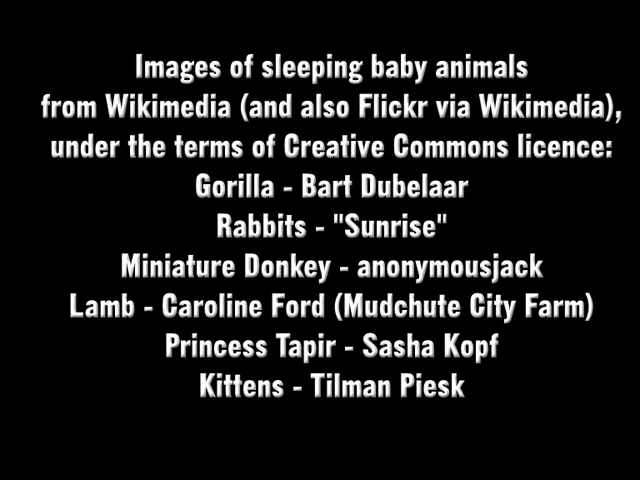 Images of sleeping baby animals
from Wikimedia (and also Flickr via Wikimedia),
under the terms of Creative Commons licence:
Gorilla - Bart Dubelaar
Rabbits - "Sunrise"
Miniature Donkey - anonymousjack
Lamb - Caroline Ford (Mudchute City Farm)
Princess Tapir - Sasha Kopf
Kittens - Tilman Piesk